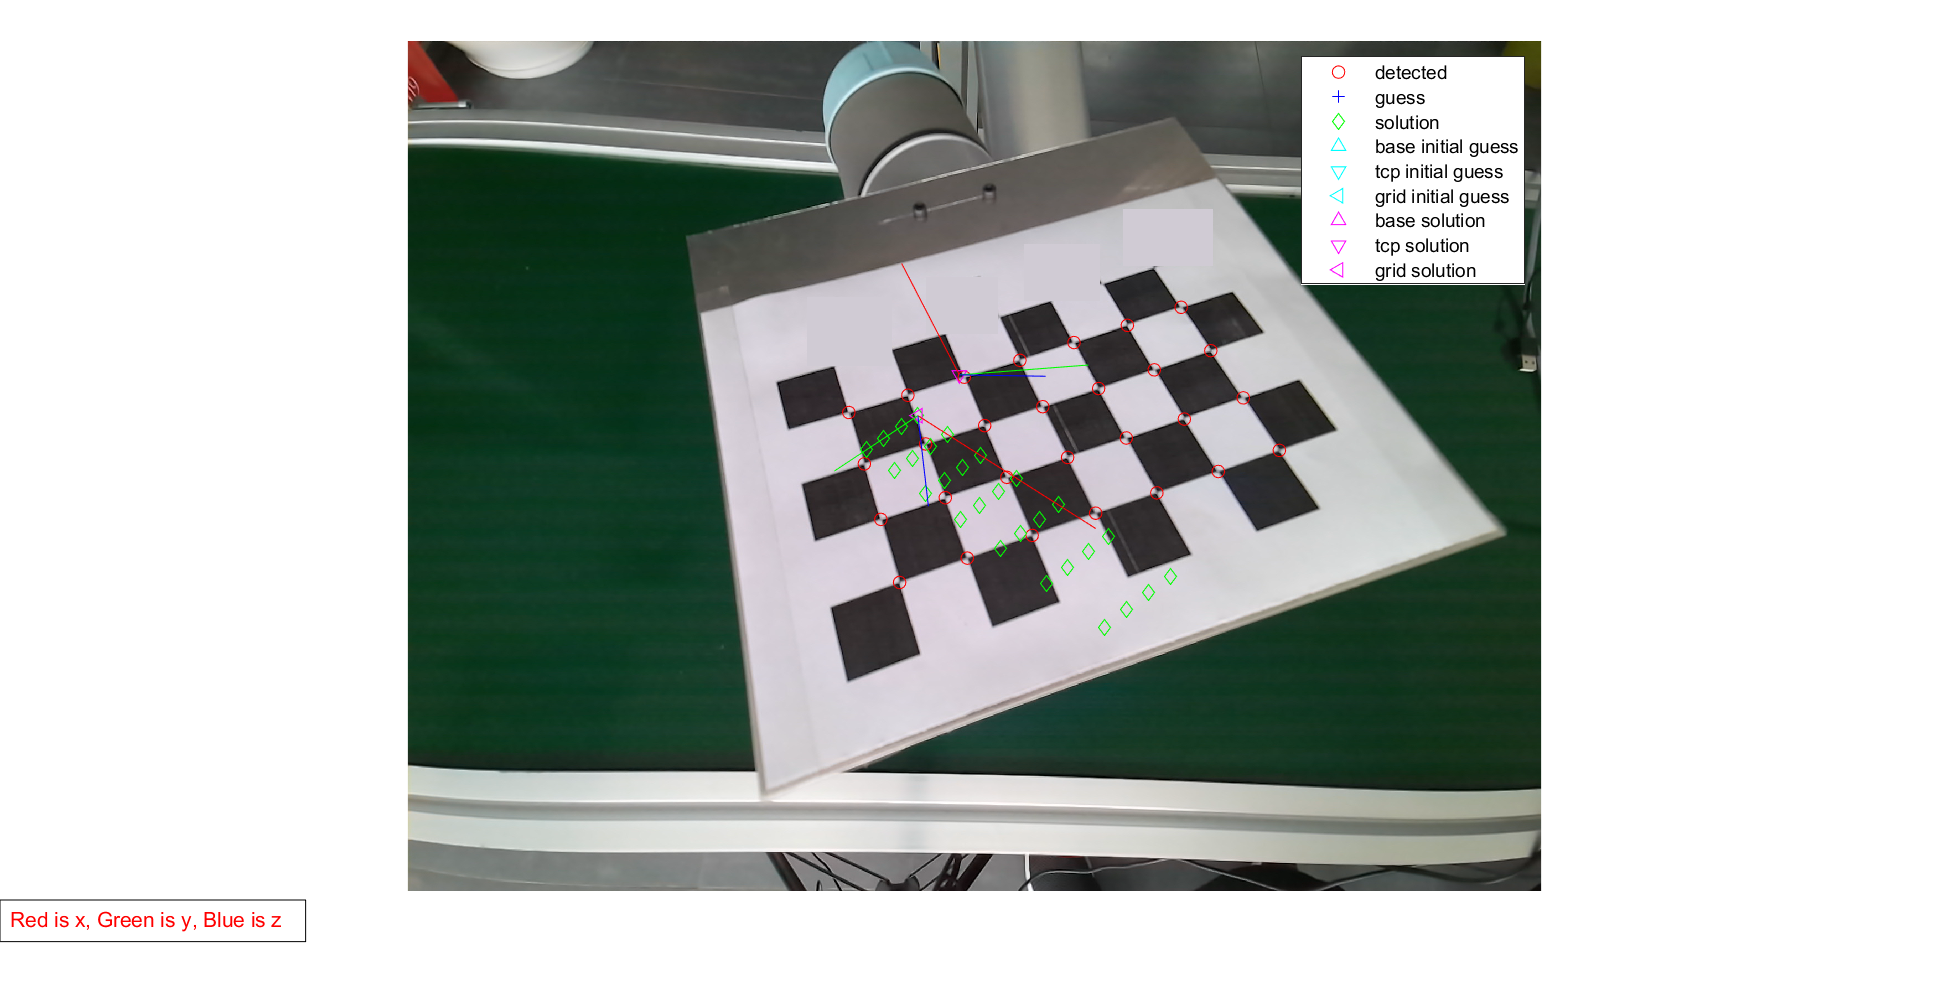 detected
guess
solution
base initial guess
tcp initial guess
grid initial guess
base solution
tcp solution
grid solution
Red is x, Green is y, Blue is z